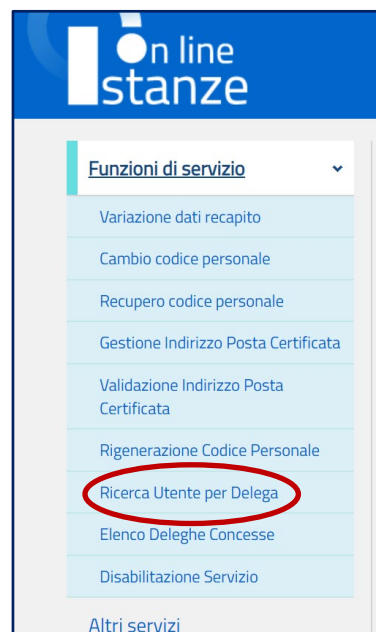 On line
Istanze
Funzioni di servizio
Variazione dati recapito
Cambio codice personale
Recupero codice personale
Gestione Indirizzo Posta Certificata
Validazione Indirizzo Posta
Certificata
Rigenerazione Codice Personale
Ricerca Utente per Delega
Elenco Deleghe Concesse
Disabilitazione Servizio
Altri servizi